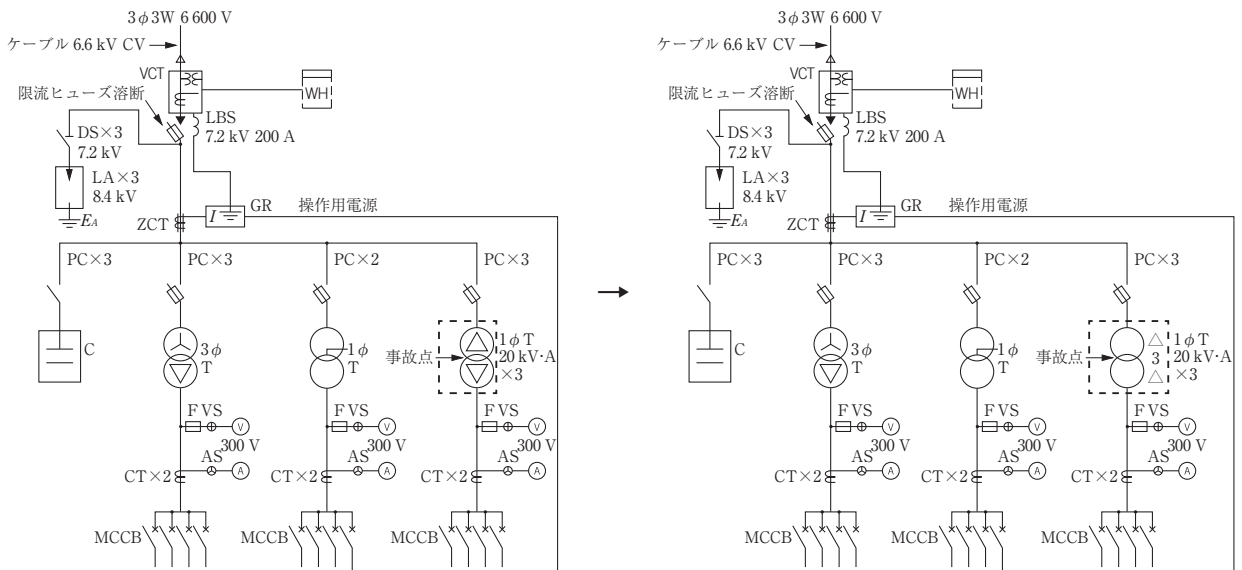 3φ3W 6 600 V
ケーブル 6.6 kV CV
VCT
WH
限流ヒューズ溶断
LBS
7.2 kV 200 A
DS×3
7.2 kV
LA×3
8.4 kV
EA
ZCT
I
GR
操作用電源
PC×3
PC×3
PC×2
PC×3
C
3φ
T
1φ
T
事故点
1φT
20 kV·A
×3
F VS
V
300 V
AS
A
CT×2
F VS
V
300 V
AS
A
CT×2
F VS
V
300 V
AS
A
CT×2
MCCB
MCCB
MCCB
→
3φ3W 6 600 V
ケーブル 6.6 kV CV
VCT
WH
限流ヒューズ溶断
LBS
7.2 kV 200 A
DS×3
7.2 kV
LA×3
8.4 kV
EA
ZCT
I
GR
操作用電源
PC×3
PC×3
PC×2
PC×3
C
3φ
T
1φ
T
事故点
△
3
△
1φT
20 kV·A
×3
F VS
V
300 V
AS
A
CT×2
F VS
V
300 V
AS
A
CT×2
F VS
V
300 V
AS
A
CT×2
MCCB
MCCB
MCCB